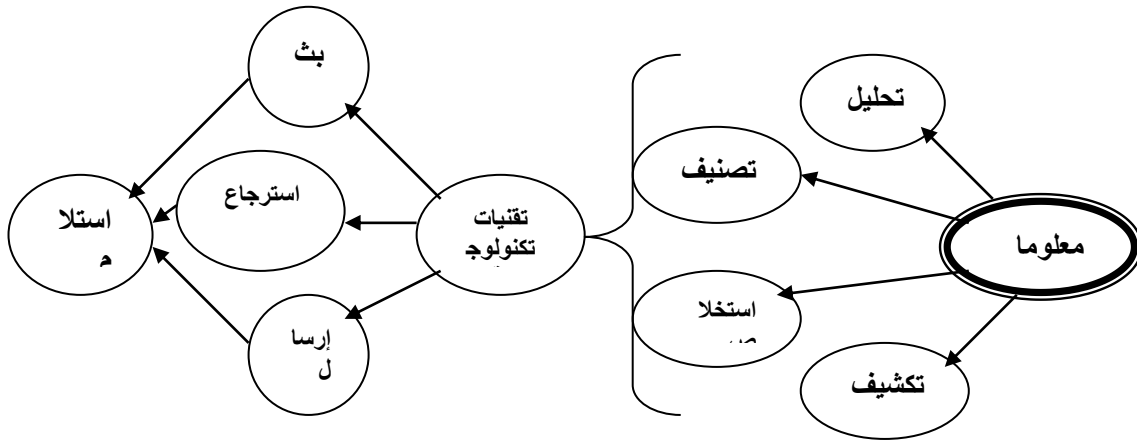 معلوما
تحليل
تصنيف
استخلا
تكشيف
تقنيات
تكنولوج
بث
استرجاع
إرسا
ل
استلا
م